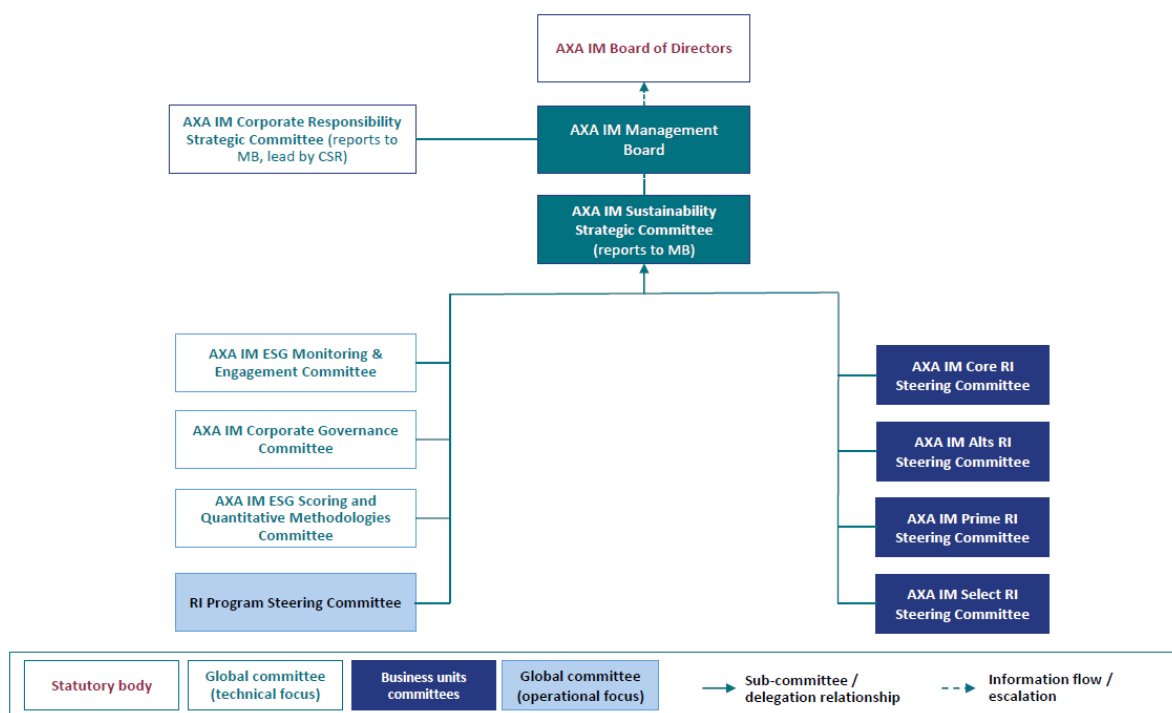 AXA IM Board of Directors
AXA IM Corporate Responsibility
Strategic Committee (reports to
MB, lead by CSR)
AXA IM Management
Board
AXA IM Sustainability
Strategic Committee
(reports to MB)
AXA IM ESG Monitoring &
Engagement Committee
AXA IM Corporate Governance
Committee
AXA IM ESG Scoring and
Quantitative Methodologies
Committee
RI Program Steering Committee
AXA IM Core RI
Steering Committee
AXA IM Alts RI
Steering Committee
AXA IM Prime RI
Steering Committee
AXA IM Select RI
Steering Committee
Statutory body
Global committee
(technical focus)
Business units
committees
Global committee
(operational focus)
Sub-committee /
delegation relationship
Information flow /
escalation